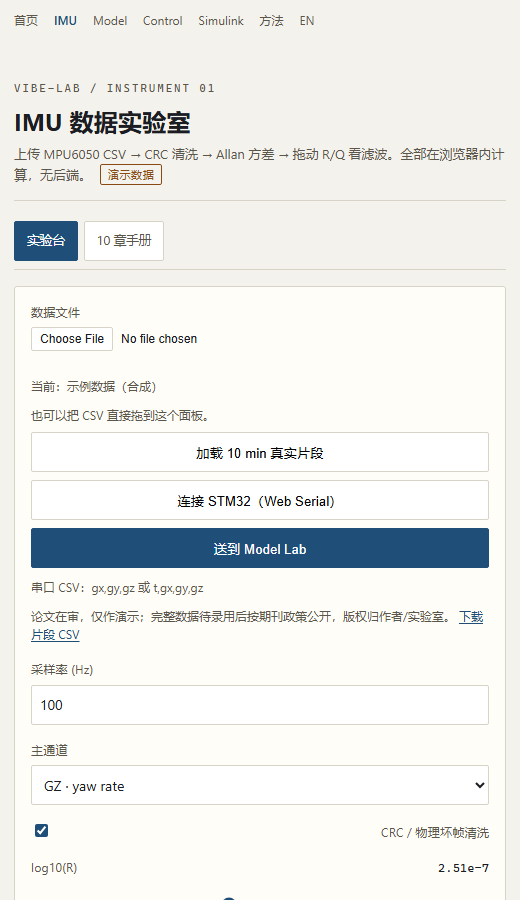 首页 IMU Model Control Simulink 方法 EN
VIBE-LAB / INSTRUMENT 01
IMU 数据实验室
上传 MPU6050 CSV → CRC 清洗 → Allan 方差 → 拖动 R/Q 看滤波。全部在浏览器内计
算，无后端。 演示数据
实验台 10 章手册
数据文件
Choose File No file chosen
当前：示例数据（合成）
也可以把 CSV 直接拖到这个面板。
加载 10 min 真实片段
连接 STM32（Web Serial）
送到 Model Lab
串口 CSV：gx,gy,gz 或 t,gx,gy,gz
论文在审，仅作演示；完整数据待录用后按期刊政策公开，版权归作者/实验室。 下载
片段 CSV
采样率 (Hz)
100
主通道
GZ · yaw rate
CRC / 物理坏帧清洗
log10(R) 2.51e-7